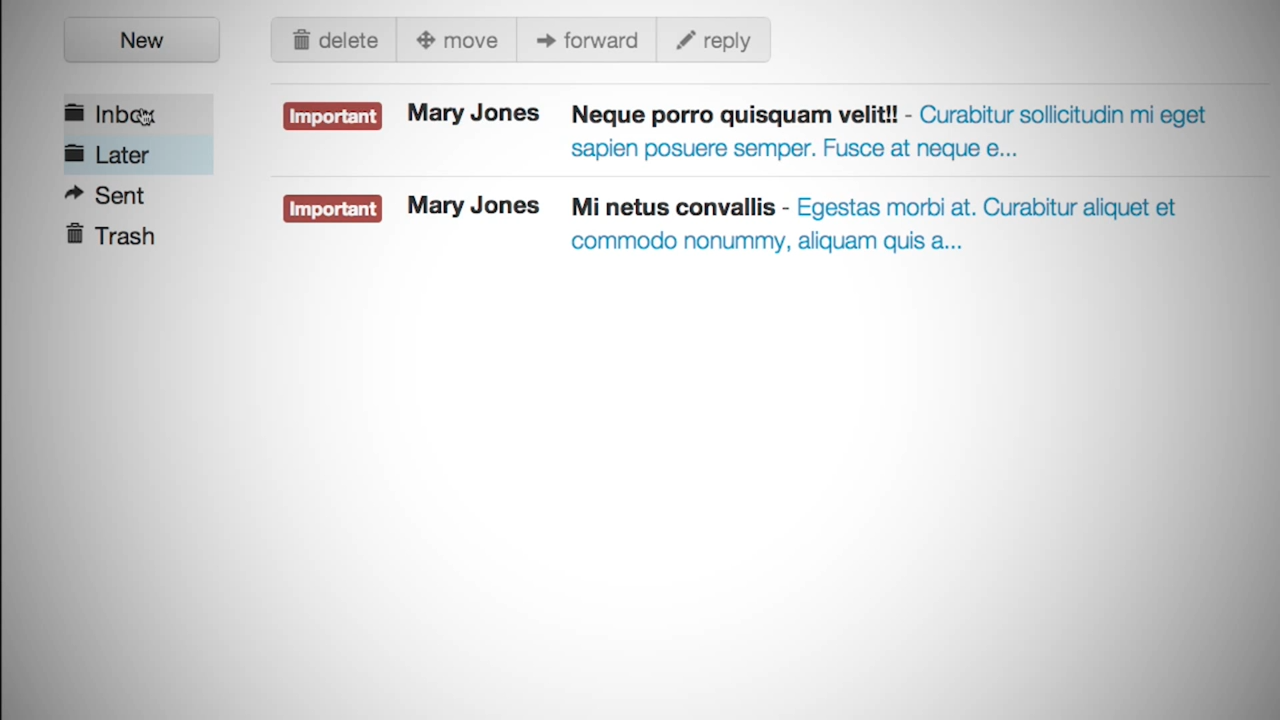 New
delete move forward reply
Inbox
Later
Sent
Trash
Important Mary Jones Neque porro quisquam velit!! - Curabitur sollicitudin mi eget
sapien posuere semper. Fusce at neque e...
Important Mary Jones Mi netus convallis - Egestas morbi at. Curabitur aliquet et
commodo nonummy, aliquam quis a...